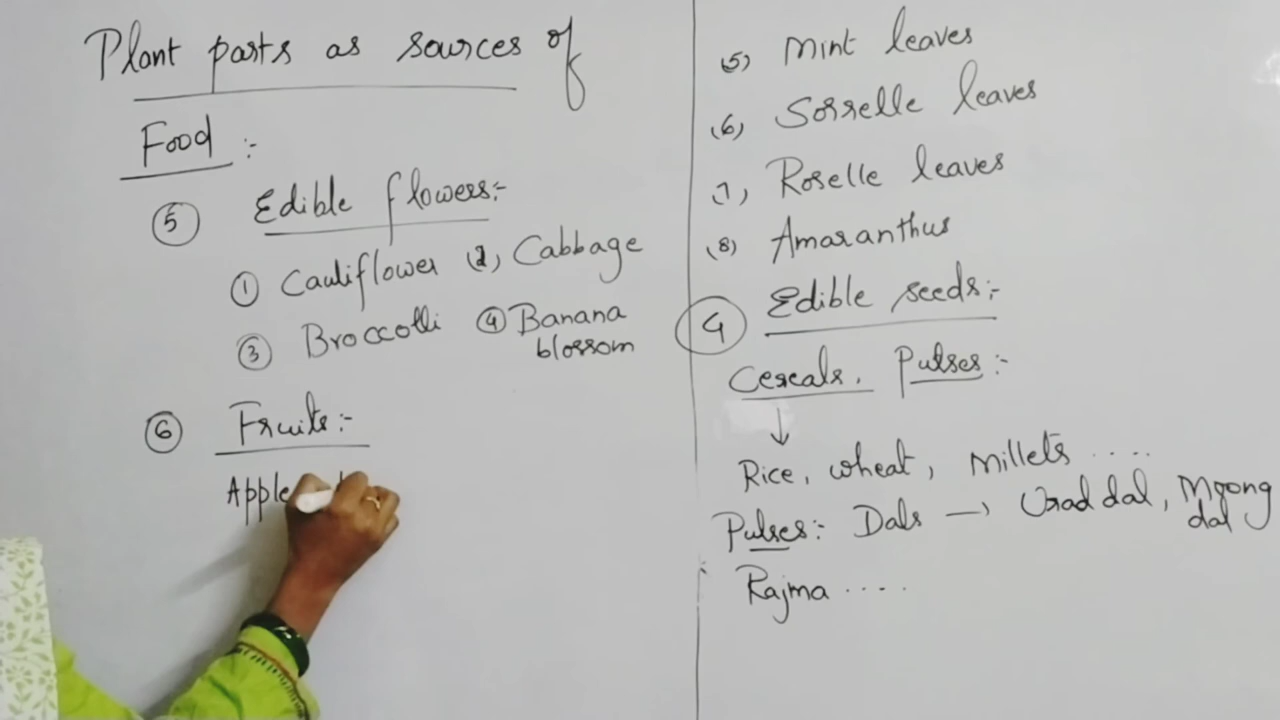 Plant parts as sources of
Food :-
⑤ Edible flowers:-
① Cauliflower (2) Cabbage
③ Broccolli ④ Banana
blossom
⑥ Fruits:-
Apple
(5) Mint leaves
(6) Sorrelle leaves
(7) Roselle leaves
(8) Amaranthus
④ Edible seeds:-
Cereals, Pulses:-
↓
Rice, wheat, Millets ....
Pulses: Dals → Urad dal, Moong
dal
Rajma ....